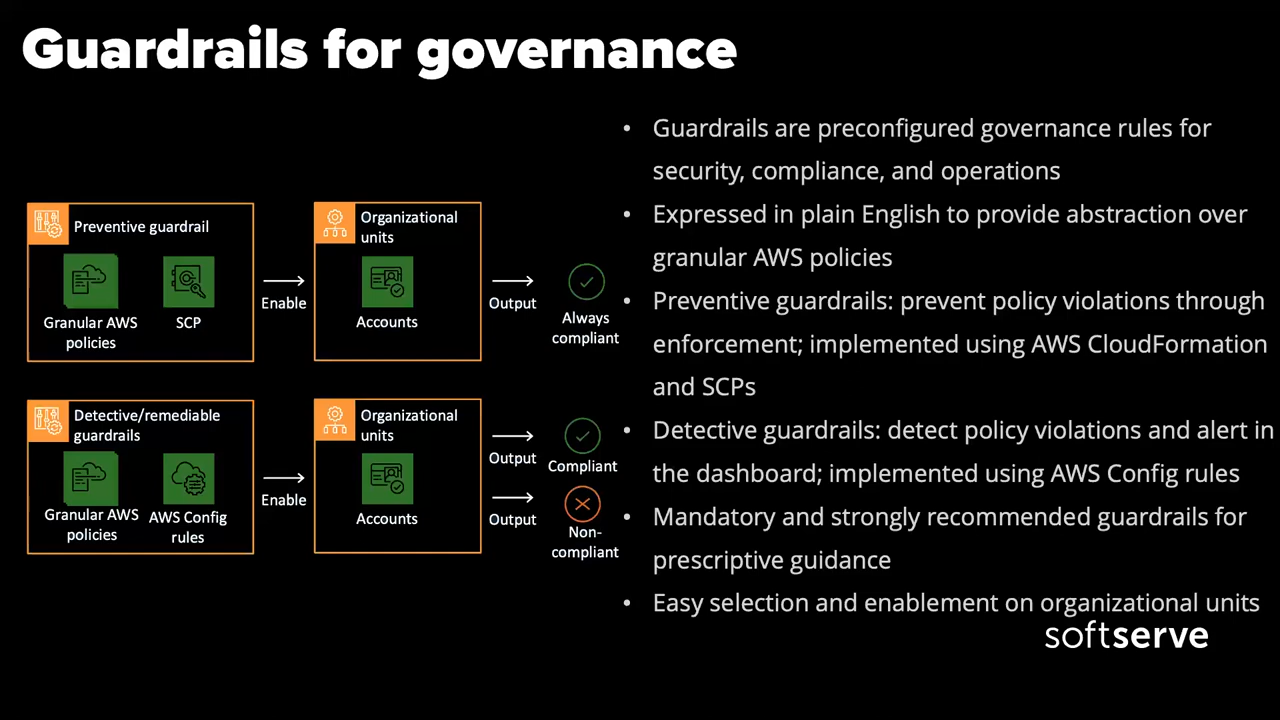 Guardrails for governance
Preventive guardrail
Granular AWS
policies
SCP
Enable
Organizational
units
Accounts
Output
Always
compliant
Detective/remediable
guardrails
Granular AWS
policies
AWS Config
rules
Enable
Organizational
units
Accounts
Output
Compliant
Output
Non-
compliant
• Guardrails are preconfigured governance rules for
security, compliance, and operations
• Expressed in plain English to provide abstraction over
granular AWS policies
• Preventive guardrails: prevent policy violations through
enforcement; implemented using AWS CloudFormation
and SCPs
• Detective guardrails: detect policy violations and alert in
the dashboard; implemented using AWS Config rules
• Mandatory and strongly recommended guardrails for
prescriptive guidance
• Easy selection and enablement on organizational units
softserve